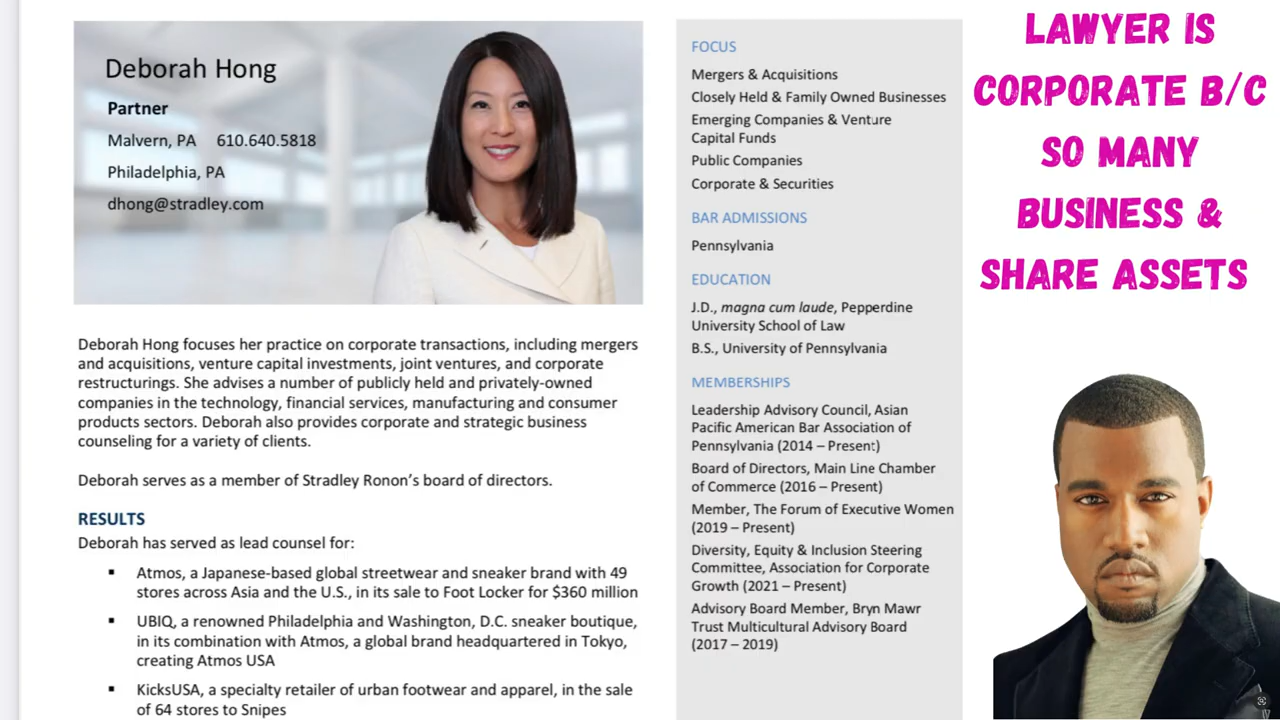 Deborah Hong
Partner
Malvern, PA 610.640.5818
Philadelphia, PA
dhong@stradley.com
Deborah Hong focuses her practice on corporate transactions, including mergers
and acquisitions, venture capital investments, joint ventures, and corporate
restructurings. She advises a number of publicly held and privately-owned
companies in the technology, financial services, manufacturing and consumer
products sectors. Deborah also provides corporate and strategic business
counseling for a variety of clients.
Deborah serves as a member of Stradley Ronon's board of directors.
RESULTS
Deborah has served as lead counsel for:
▪ Atmos, a Japanese-based global streetwear and sneaker brand with 49
stores across Asia and the U.S., in its sale to Foot Locker for $360 million
▪ UBIQ, a renowned Philadelphia and Washington, D.C. sneaker boutique,
in its combination with Atmos, a global brand headquartered in Tokyo,
creating Atmos USA
▪ KicksUSA, a specialty retailer of urban footwear and apparel, in the sale
of 64 stores to Snipes
FOCUS
Mergers & Acquisitions
Closely Held & Family Owned Businesses
Emerging Companies & Venture
Capital Funds
Public Companies
Corporate & Securities
BAR ADMISSIONS
Pennsylvania
EDUCATION
J.D., magna cum laude, Pepperdine
University School of Law
B.S., University of Pennsylvania
MEMBERSHIPS
Leadership Advisory Council, Asian
Pacific American Bar Association of
Pennsylvania (2014 – Present)
Board of Directors, Main Line Chamber
of Commerce (2016 – Present)
Member, The Forum of Executive Women
(2019 – Present)
Diversity, Equity & Inclusion Steering
Committee, Association for Corporate
Growth (2021 – Present)
Advisory Board Member, Bryn Mawr
Trust Multicultural Advisory Board
(2017 – 2019)
LAWYER IS
CORPORATE B/C
SO MANY
BUSINESS &
SHARE ASSETS